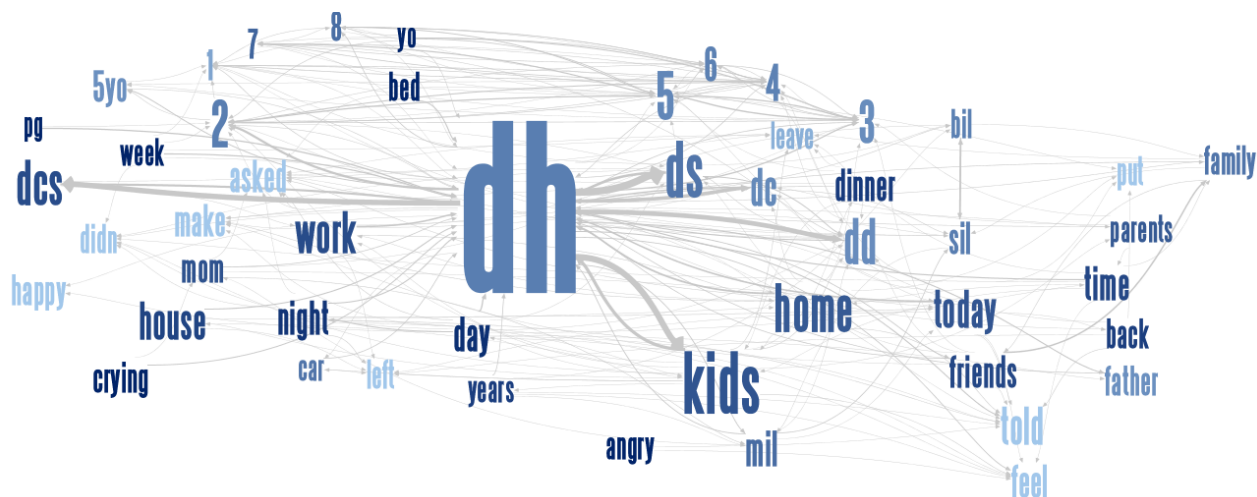 8
7
yo
1
6
5yo
bed
5
4
2
3
bil
leave
pg
week
family
dcs
asked
dh
ds
dc
dinner
put
make
work
didn
dd
sil
parents
mom
time
happy
house
night
home
today
day
back
car
left
kids
friends
crying
years
father
told
angry
mil
feel